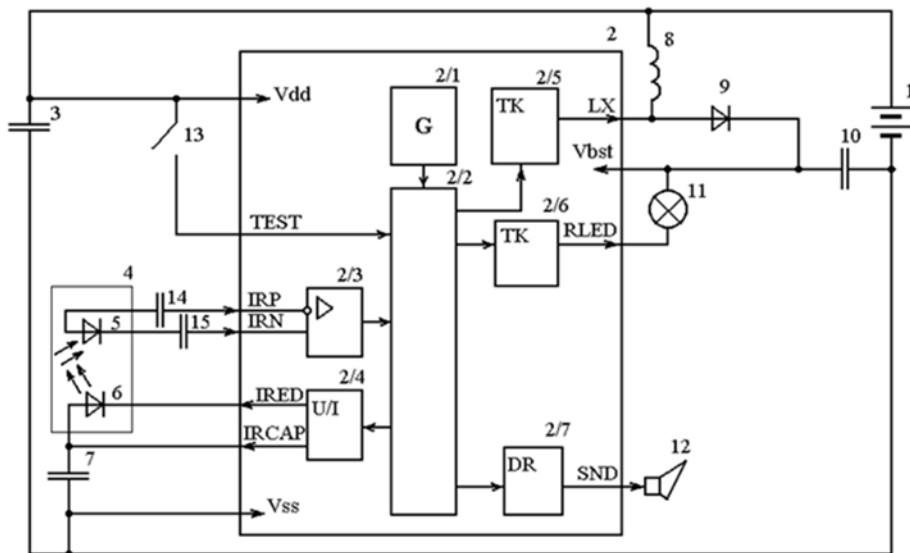 2
8
2/1
2/5
9
1
Vdd
TK
LX
3
G
13
10
Vbst
2/2
11
2/6
TEST
TK
RLED
4
14
IRP
2/3
15
IRN
5
6
IRED
2/4
U/I
IRCAP
7
2/7
12
DR
SND
Vss